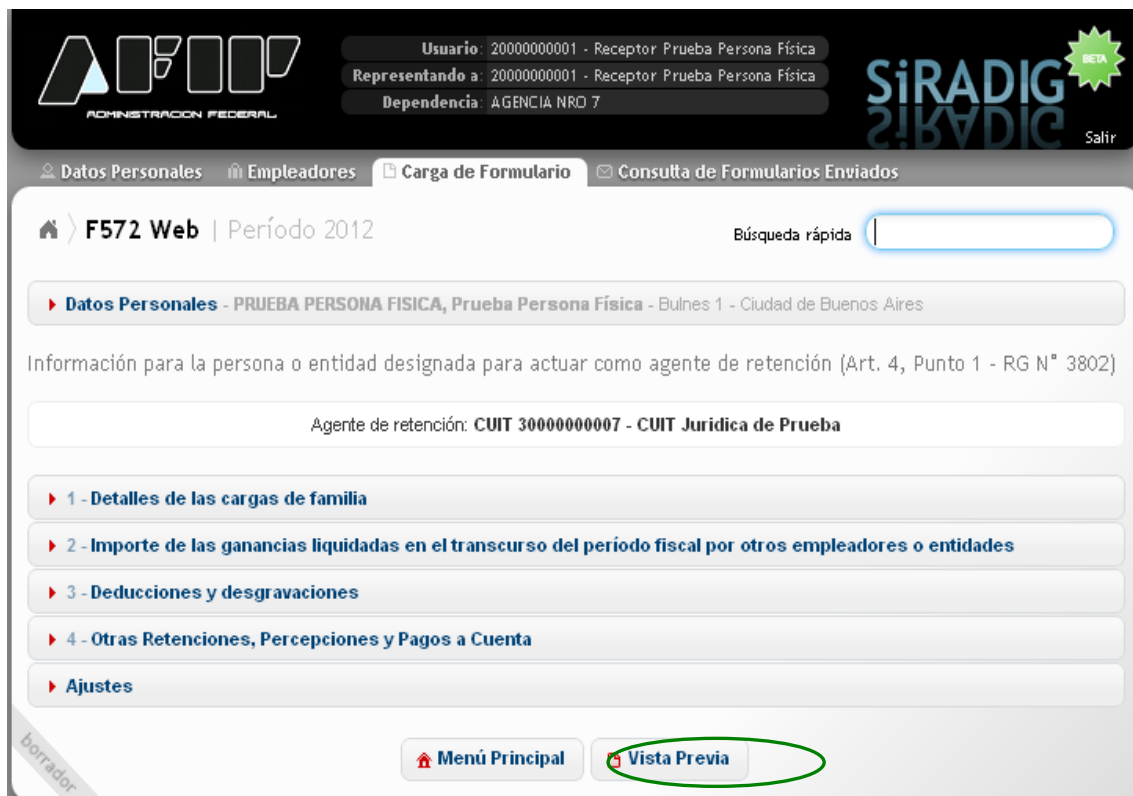 AFIP
ADMINISTRACION FEDERAL
Usuario: 20000000001 - Receptor Prueba Persona Física
Representando a: 20000000001 - Receptor Prueba Persona Física
Dependencia: AGENCIA NRO 7
SiRADIG
BETA
Salir
Datos Personales
Empleadores
Carga de Formulario
Consulta de Formularios Enviados
F572 Web | Período 2012
Búsqueda rápida
Datos Personales - PRUEBA PERSONA FISICA, Prueba Persona Física - Bulnes 1 - Ciudad de Buenos Aires
Información para la persona o entidad designada para actuar como agente de retención (Art. 4, Punto 1 - RG N° 3802)
Agente de retención: CUIT 30000000007 - CUIT Juridica de Prueba
1 - Detalles de las cargas de familia
2 - Importe de las ganancias liquidadas en el transcurso del período fiscal por otros empleadores o entidades
3 - Deducciones y desgravaciones
4 - Otras Retenciones, Percepciones y Pagos a Cuenta
Ajustes
borrador
Menú Principal
Vista Previa